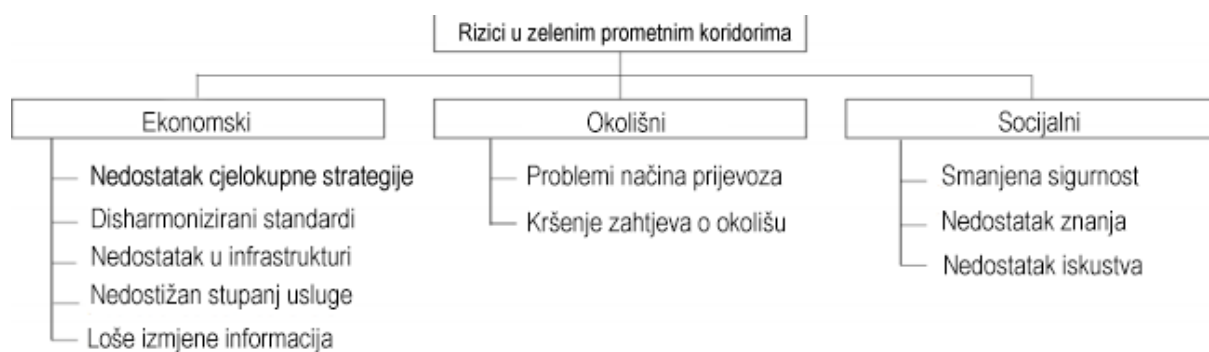 Rizici u zelenim prometnim koridorima
Ekonomski
Nedostatak cjelokupne strategije
Disharmonizirani standardi
Nedostatak u infrastrukturi
Nedostižan stupanj usluge
Loše izmjene informacija
Okolišni
Problemi načina prijevoza
Kršenje zahtjeva o okolišu
Socijalni
Smanjena sigurnost
Nedostatak znanja
Nedostatak iskustva